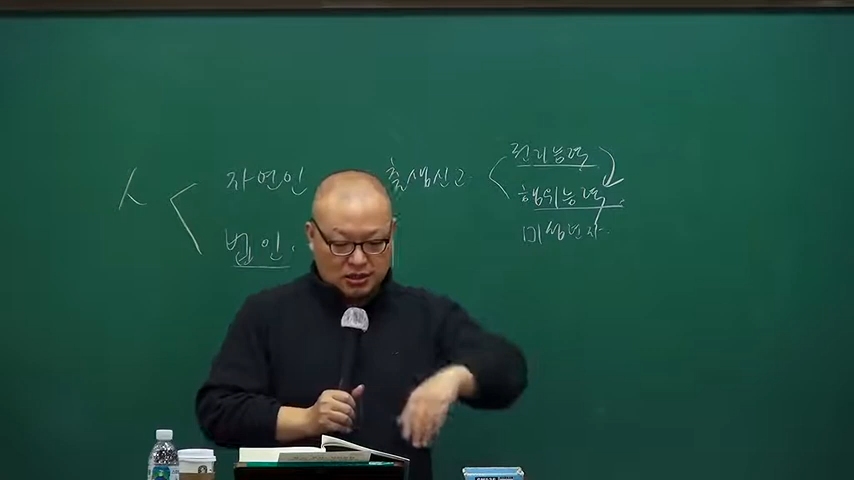 人 자연인 출생신고 권리능력
법인 행위능력
미성년자